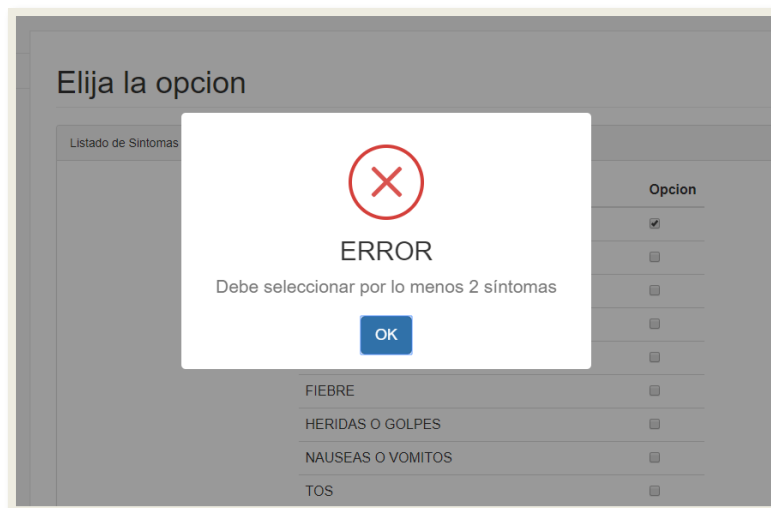 Elija la opcion
Listado de Sintomas
Opcion
ERROR
Debe seleccionar por lo menos 2 síntomas
OK
FIEBRE
HERIDAS O GOLPES
NAUSEAS O VOMITOS
TOS